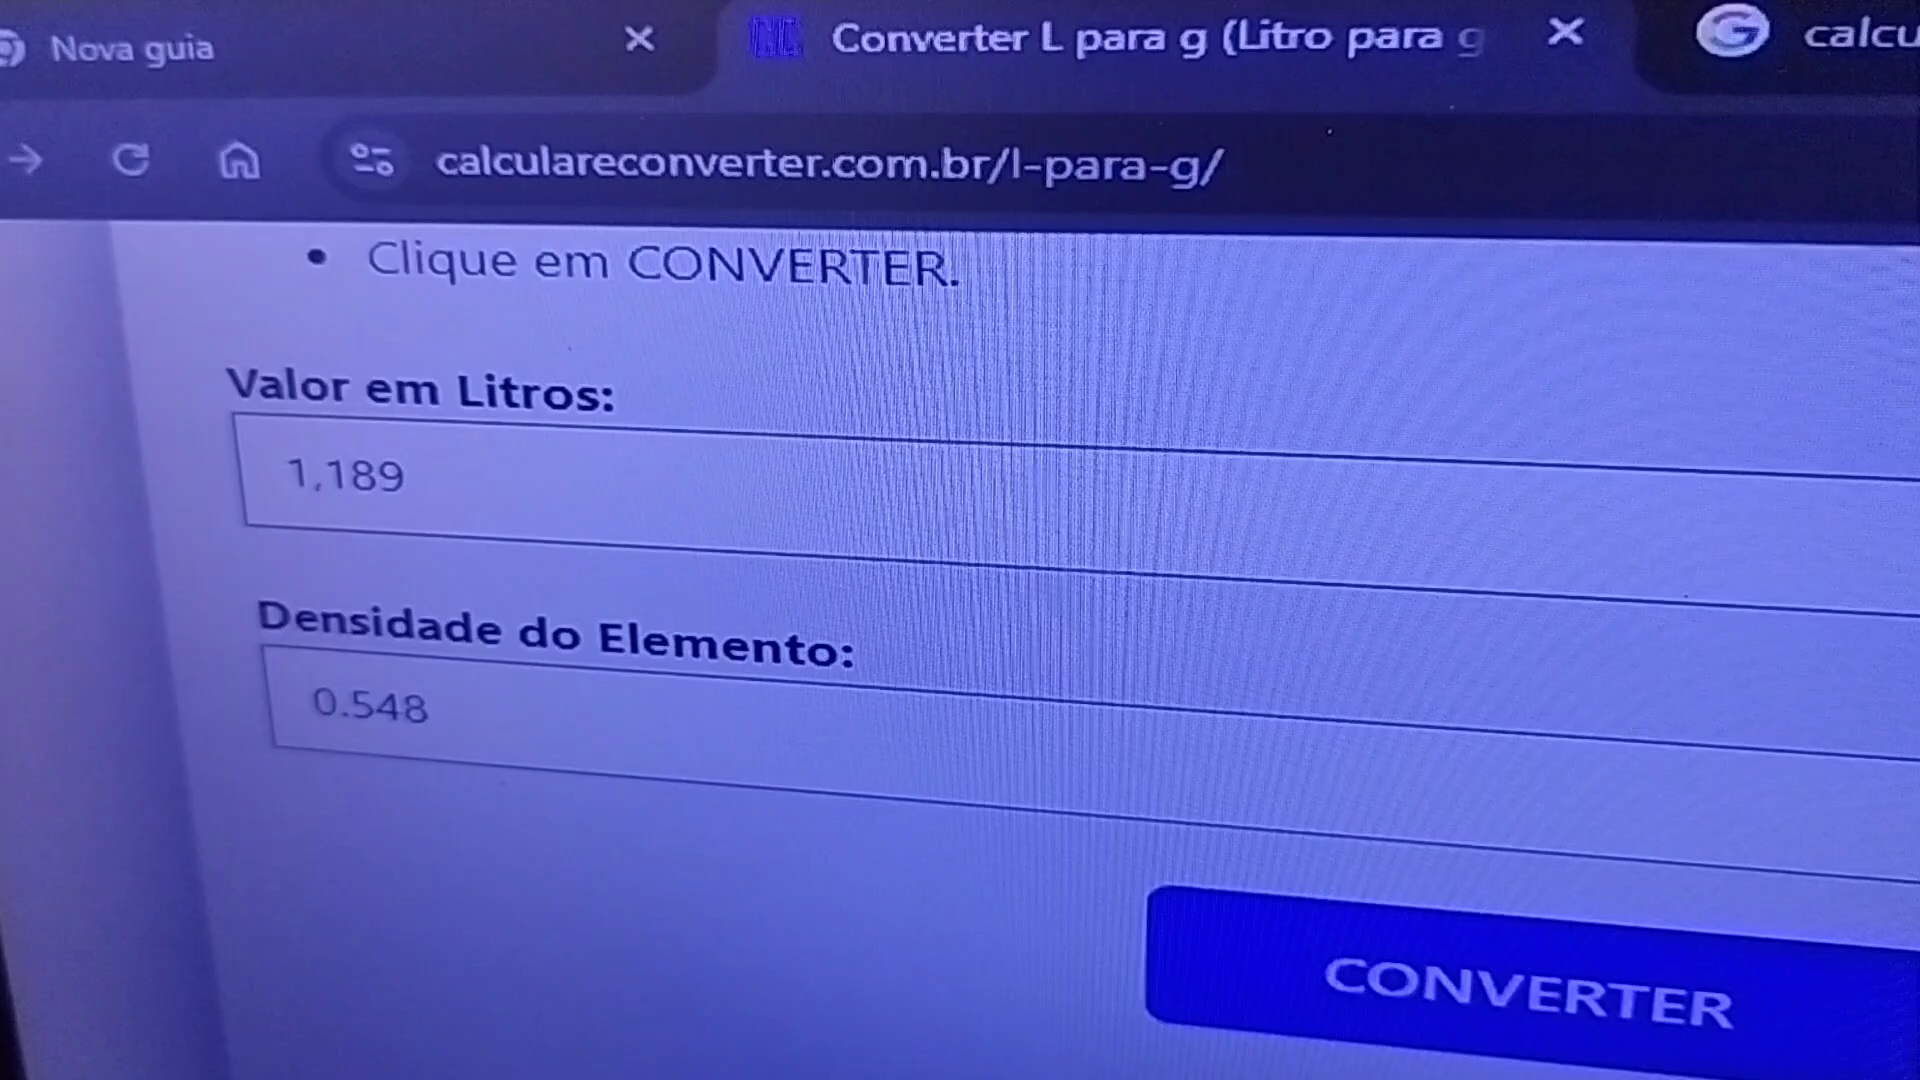 Nova guia
Converter L para g (Litro para g
calcu
calculareconverter.com.br/l-para-g/
• Clique em CONVERTER.
Valor em Litros:
1,189
Densidade do Elemento:
0.548
CONVERTER